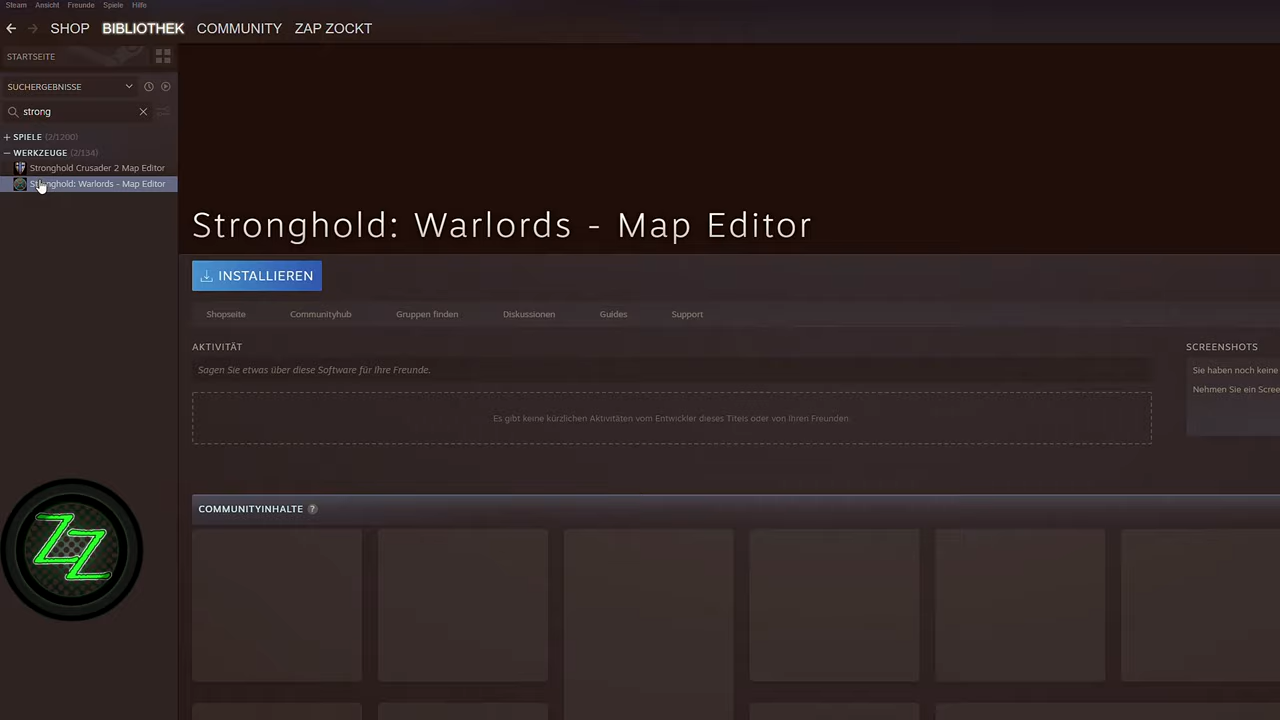 Steam Ansicht Freunde Spiele Hilfe
SHOP BIBLIOTHEK COMMUNITY ZAP ZOCKT
STARTSEITE
SUCHERGEBNISSE
strong
+ SPIELE (2/1200)
− WERKZEUGE (2/134)
Stronghold Crusader 2 Map Editor
Stronghold: Warlords - Map Editor
Stronghold: Warlords - Map Editor
INSTALLIEREN
Shopseite Communityhub Gruppen finden Diskussionen Guides Support
AKTIVITÄT
Sagen Sie etwas über diese Software für Ihre Freunde.
Es gibt keine kürzlichen Aktivitäten vom Entwickler dieses Titels oder von Ihren Freunden.
SCREENSHOTS
Sie haben noch keine
Nehmen Sie ein Scree
COMMUNITYINHALTE ?
ZZ